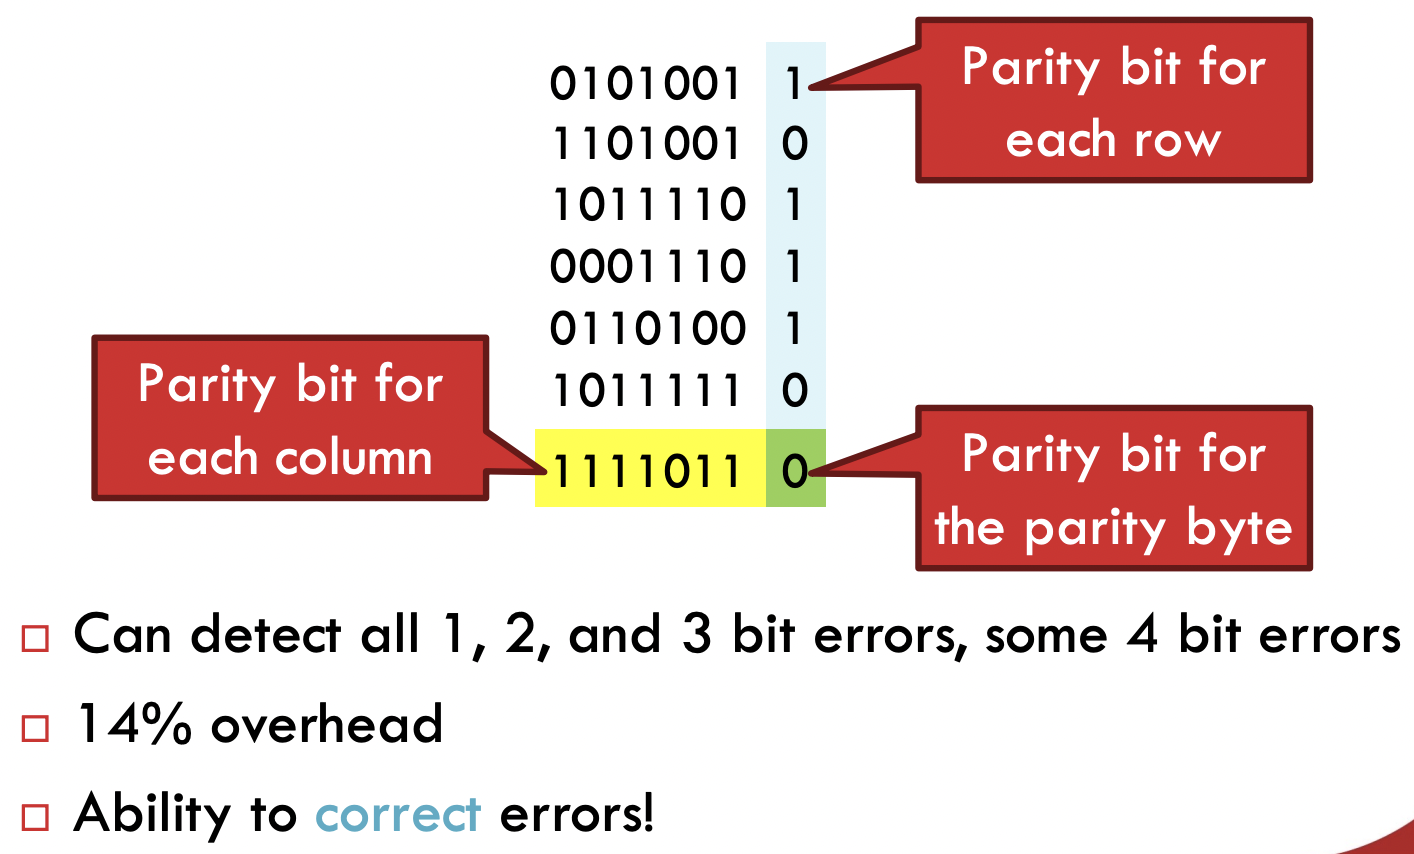 0101001 1
1101001 0
1011110 1
0001110 1
0110100 1
1011111 0
1111011 0
Parity bit for
each row
Parity bit for
each column
Parity bit for
the parity byte
Can detect all 1, 2, and 3 bit errors, some 4 bit errors
14% overhead
Ability to correct errors!